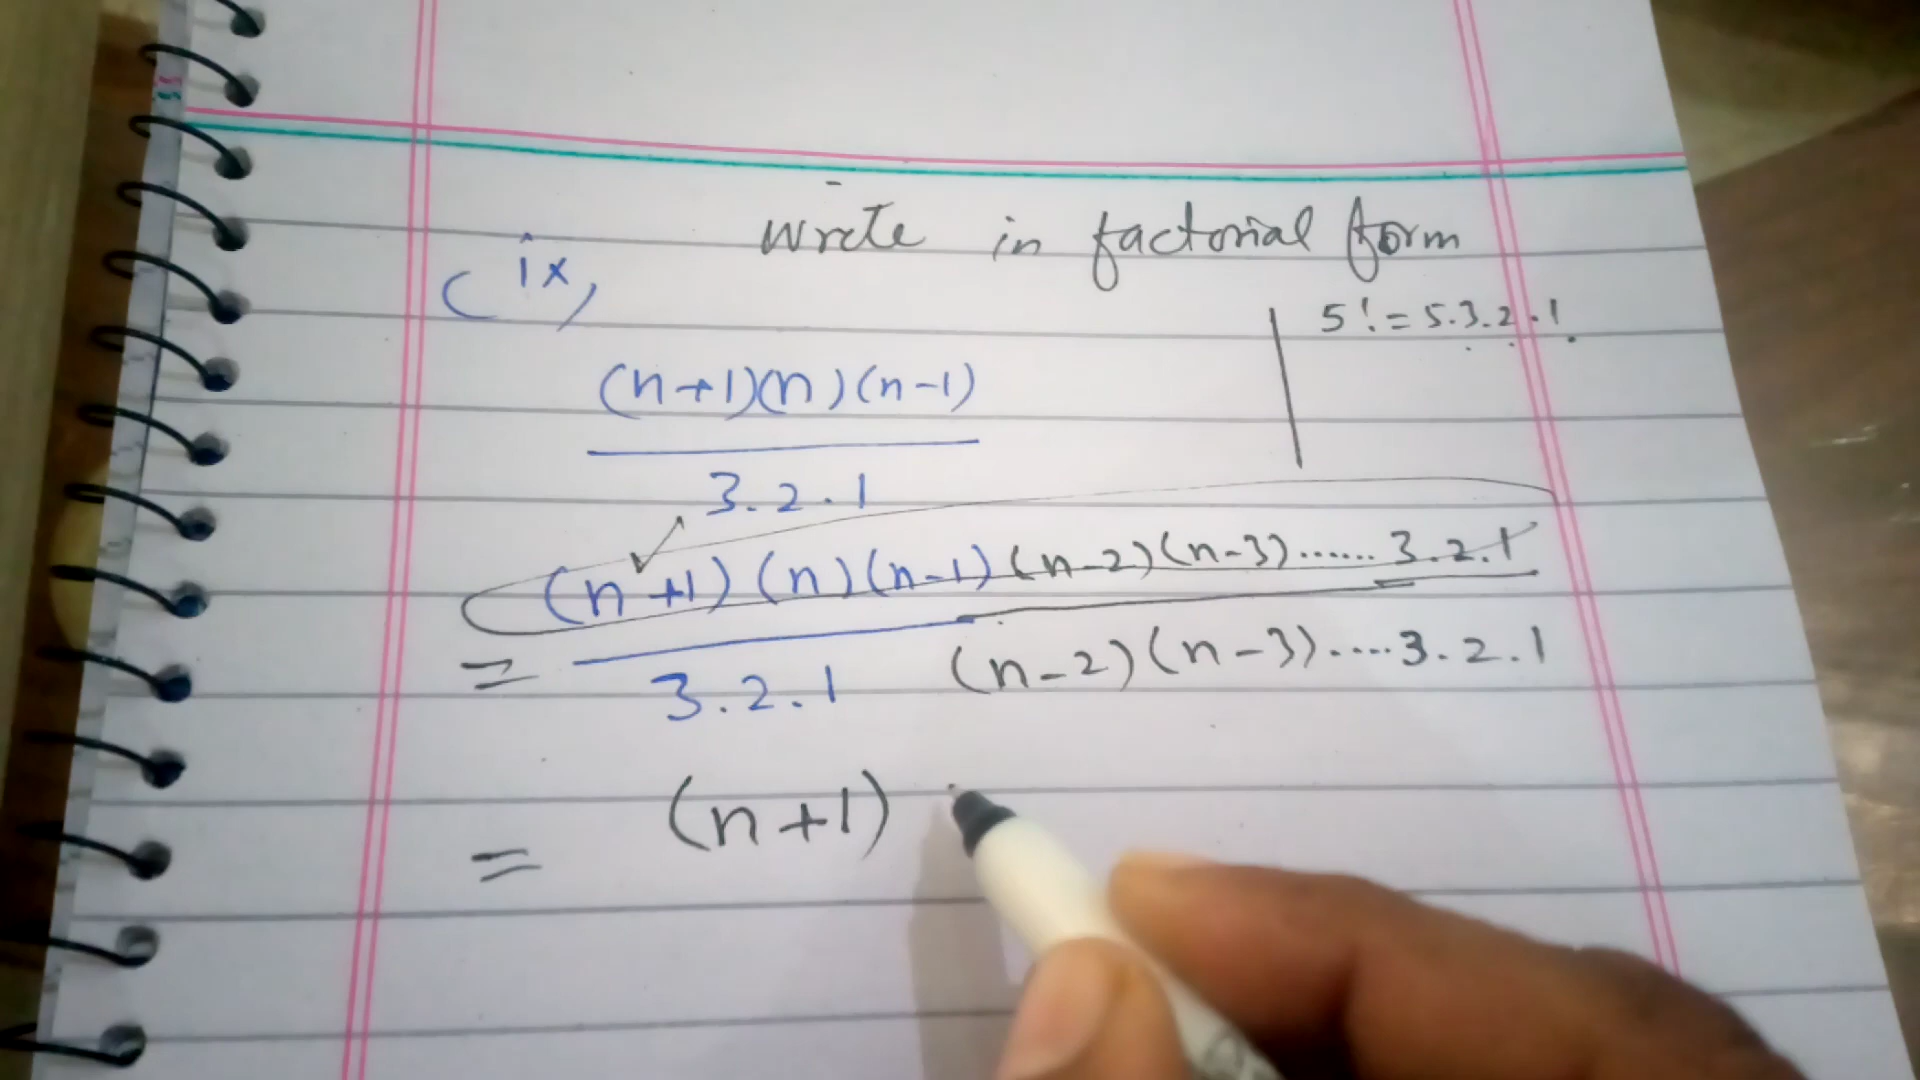 write in factorial form
(ix)
5! = 5.3.2.1
(n+1)(n)(n-1)
3.2.1
(n+1)(n)(n-1)(n-2)(n-3)......3.2.1
=
3.2.1 (n-2)(n-3)....3.2.1
= (n+1)